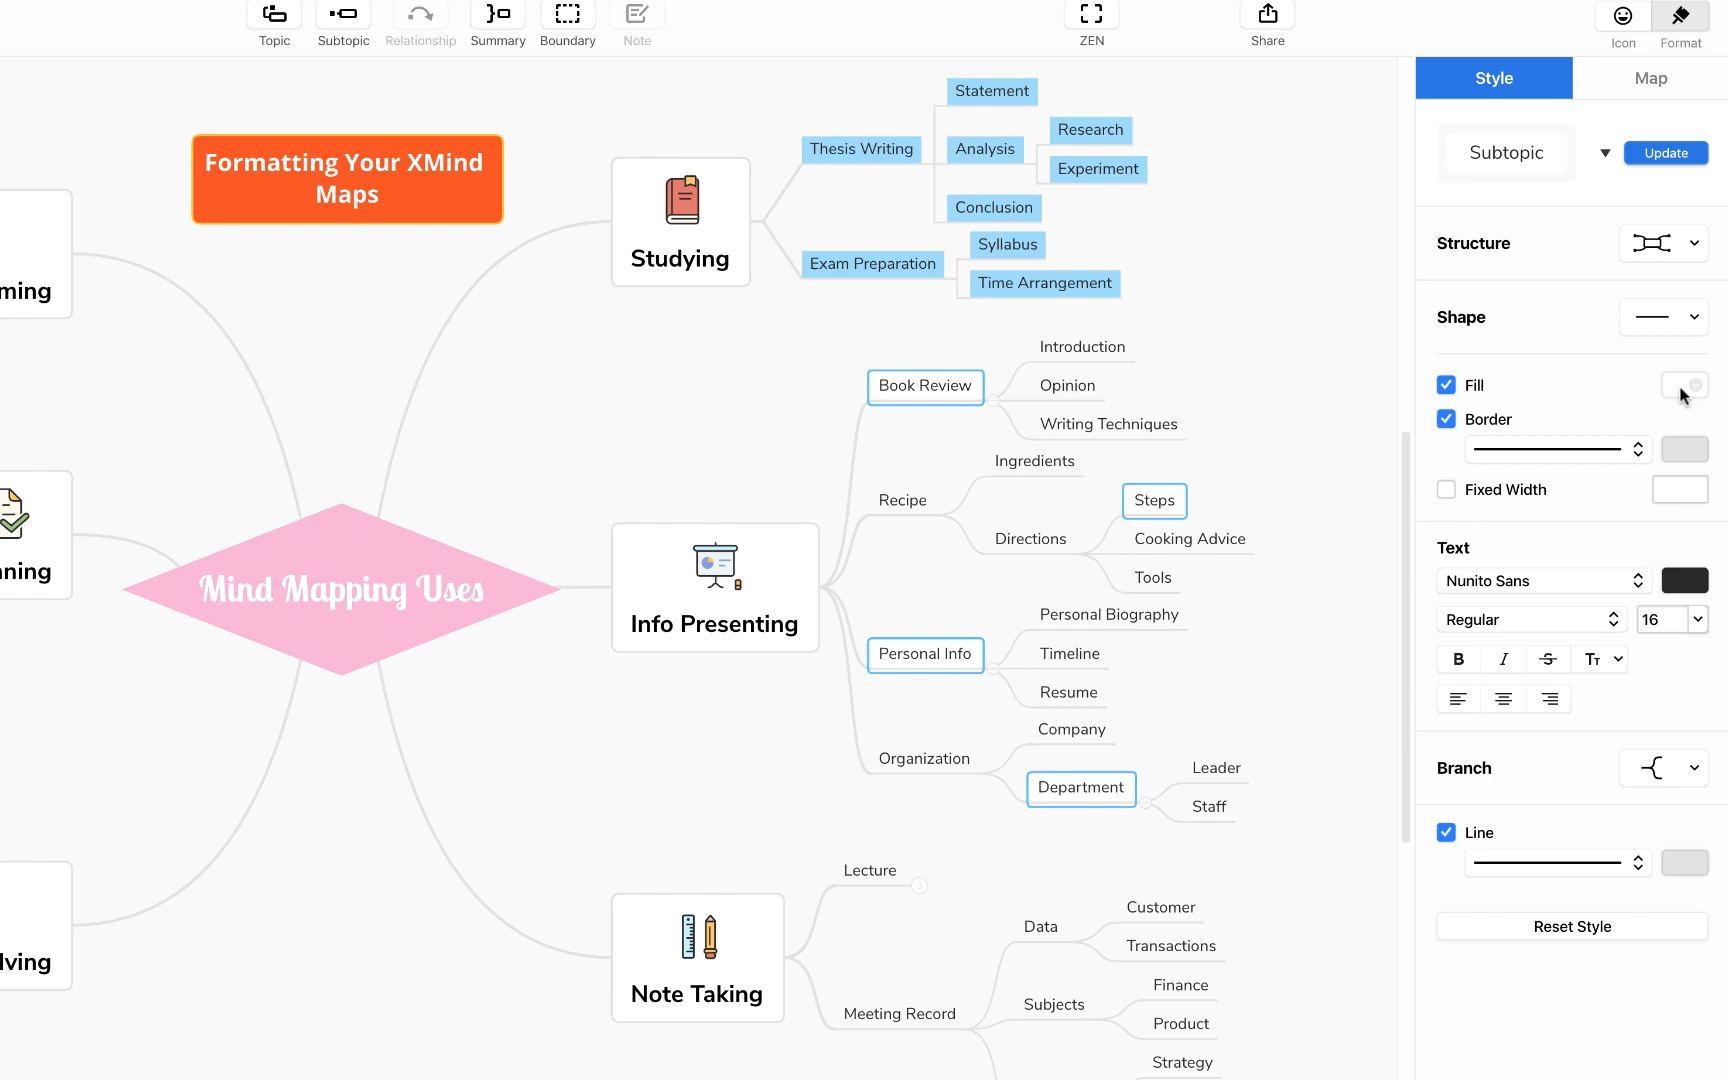 Topic
Subtopic
Relationship
Summary
Boundary
Note
ZEN
Share
Icon
Format
Style
Map
Subtopic
Update
Structure
Shape
Fill
Border
Fixed Width
Text
Nunito Sans
Regular
16
B
I
S
TT
Branch
Line
Reset Style
Formatting Your XMind
Maps
Mind Mapping Uses
ming
nning
lving
Studying
Thesis Writing
Statement
Analysis
Research
Experiment
Conclusion
Exam Preparation
Syllabus
Time Arrangement
Info Presenting
Book Review
Introduction
Opinion
Writing Techniques
Recipe
Ingredients
Directions
Steps
Cooking Advice
Tools
Personal Info
Personal Biography
Timeline
Resume
Organization
Company
Department
Leader
Staff
Note Taking
Lecture
Meeting Record
Data
Customer
Transactions
Subjects
Finance
Product
Strategy